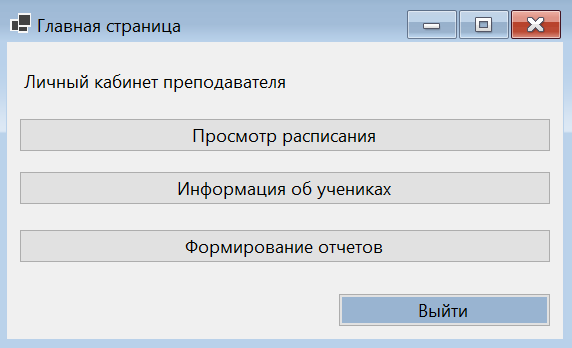 Главная страница
Личный кабинет преподавателя
Просмотр расписания
Информация об учениках
Формирование отчетов
Выйти